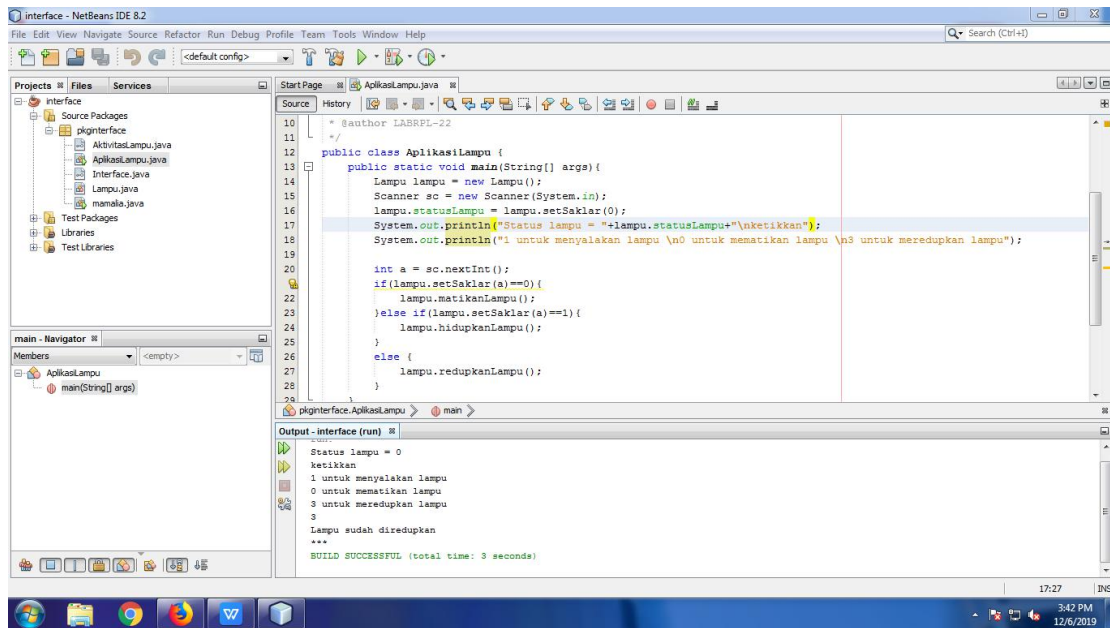 interface - NetBeans IDE 8.2
File Edit View Navigate Source Refactor Run Debug Profile Team Tools Window Help
Search (Ctrl+I)
<default config>
Projects Files Services
interface
Source Packages
pkginterface
AktivitasLampu.java
AplikasiLampu.java
Interface.java
Lampu.java
mamalia.java
Test Packages
Libraries
Test Libraries
main - Navigator
Members <empty>
AplikasiLampu
main(String[] args)
Start Page AplikasiLampu.java
Source History
10 * @author LABRPL-22
11 */
12 public class AplikasiLampu {
13 public static void main(String[] args){
14 Lampu lampu = new Lampu();
15 Scanner sc = new Scanner(System.in);
16 lampu.statusLampu = lampu.setSaklar(0);
17 System.out.println("Status lampu = "+lampu.statusLampu+"\nketikkan");
18 System.out.println("1 untuk menyalakan lampu \n0 untuk mematikan lampu \n3 untuk meredupkan lampu");
19
20 int a = sc.nextInt();
if(lampu.setSaklar(a)==0){
22 lampu.matikanLampu();
23 }else if(lampu.setSaklar(a)==1){
24 lampu.hidupkanLampu();
25 }
26 else {
27 lampu.redupkanLampu();
28 }
29 }
pkginterface.AplikasiLampu main
Output - interface (run)
run:
Status lampu = 0
ketikkan
1 untuk menyalakan lampu
0 untuk mematikan lampu
3 untuk meredupkan lampu
3
Lampu sudah diredupkan
***
BUILD SUCCESSFUL (total time: 3 seconds)
17:27 INS
3:42 PM
12/6/2019